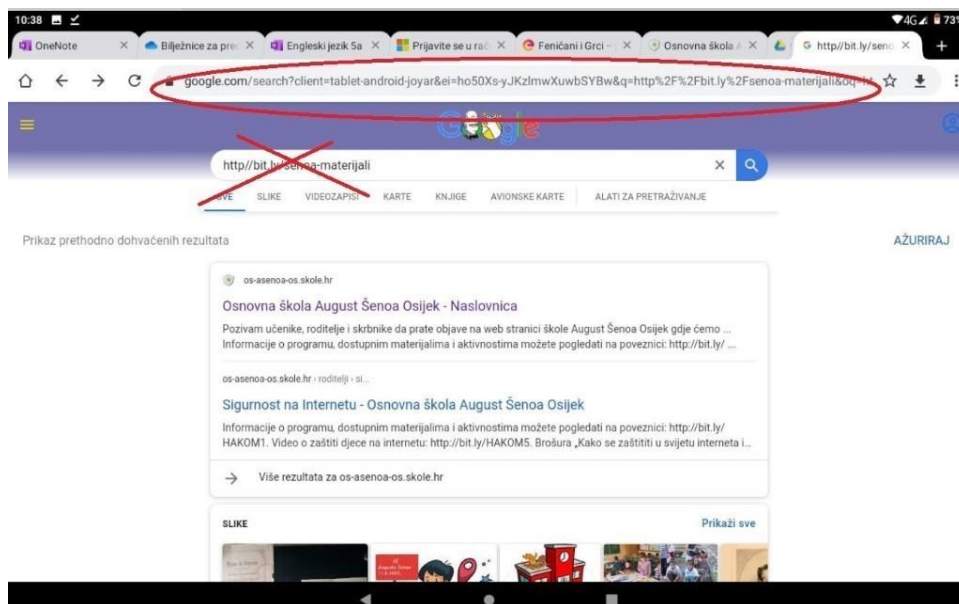 10:38 4G 73%
OneNote Bilježnice za pre Engleski jezik 5a Prijavite se u rač Feničani i Grci - Osnovna škola A http//bit.ly/seno
google.com/search?client=tablet-android-joyar&ei=ho50Xs-yJKzlmwXuwbSYBw&q=http%2F%2Fbit.ly%2Fsenoa-materijali&oq=ht
Google
http//bit.ly/senoa-materijali
SVE SLIKE VIDEOZAPISI KARTE KNJIGE AVIONSKE KARTE ALATI ZA PRETRAŽIVANJE
Prikaz prethodno dohvaćenih rezultata AŽURIRAJ
os-asenoa-os.skole.hr
Osnovna škola August Šenoa Osijek - Naslovnica
Pozivam učenike, roditelje i skrbnike da prate objave na web stranici škole August Šenoa Osijek gdje ćemo ...
Informacije o programu, dostupnim materijalima i aktivnostima možete pogledati na poveznici: http://bit.ly/ ...
os-asenoa-os.skole.hr › roditelji › si...
Sigurnost na Internetu - Osnovna škola August Šenoa Osijek
Informacije o programu, dostupnim materijalima i aktivnostima možete pogledati na poveznici: http://bit.ly/
HAKOM1. Video o zaštiti djece na internetu: http://bit.ly/HAKOM5. Brošura „Kako se zaštititi u svijetu interneta i...
Više rezultata za os-asenoa-os.skole.hr
SLIKE Prikaži sve